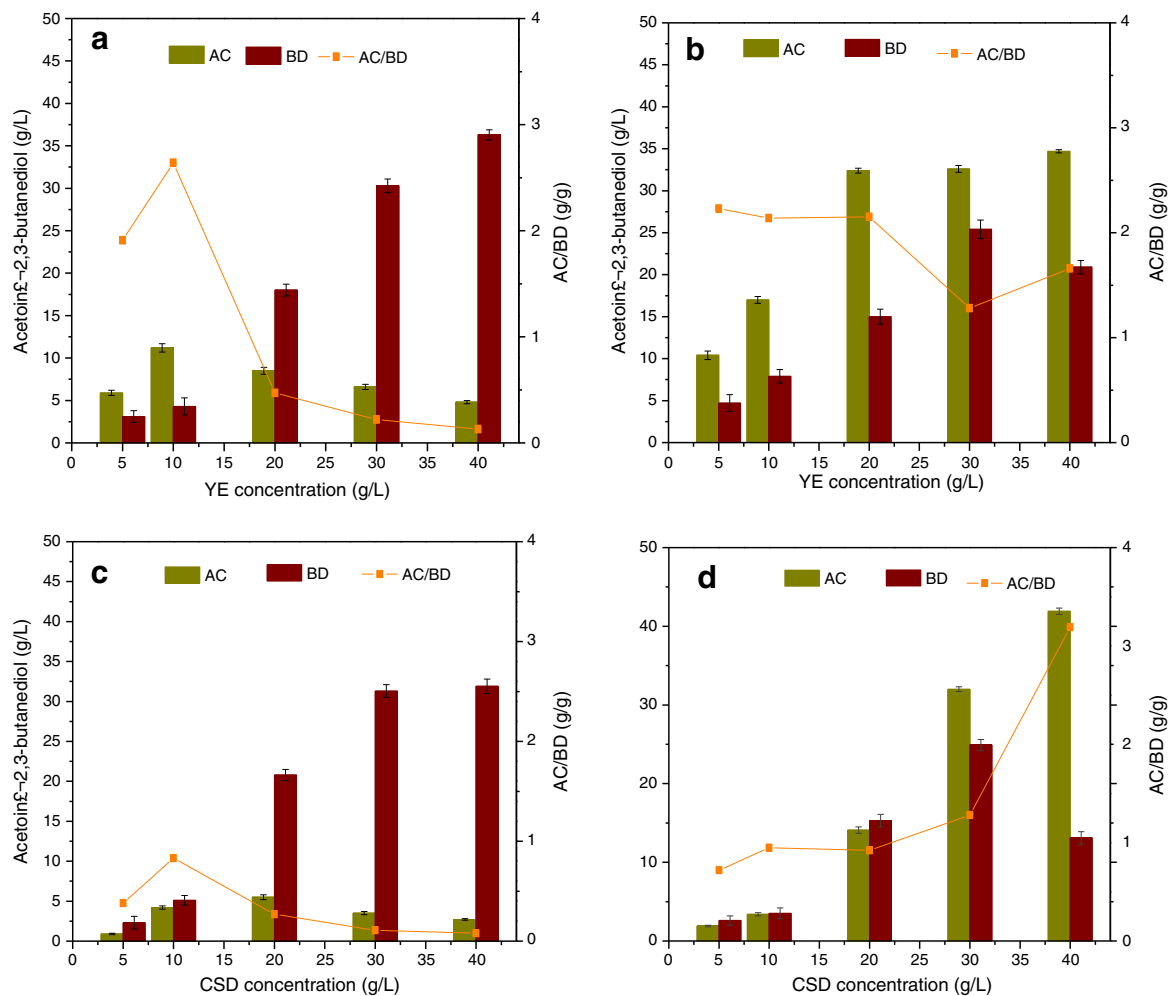 a
AC BD AC/BD
50 45 40 35 30 25 20 15 10 5 0
Acetoin£¬2,3-butanediol (g/L)
4 3 2 1 0
AC/BD (g/g)
0 5 10 15 20 25 30 35 40
YE concentration (g/L)
b
AC BD AC/BD
50 45 40 35 30 25 20 15 10 5 0
Acetoin£¬2,3-butanediol (g/L)
4 3 2 1 0
AC/BD (g/g)
0 5 10 15 20 25 30 35 40
YE concentration (g/L)
c
AC BD AC/BD
50 45 40 35 30 25 20 15 10 5 0
Acetoin£¬2,3-butanediol (g/L)
4 3 2 1 0
AC/BD (g/g)
0 5 10 15 20 25 30 35 40
CSD concentration (g/L)
d
AC BD AC/BD
50 40 30 20 10 0
4 3 2 1 0
AC/BD (g/g)
0 5 10 15 20 25 30 35 40
CSD concentration (g/L)